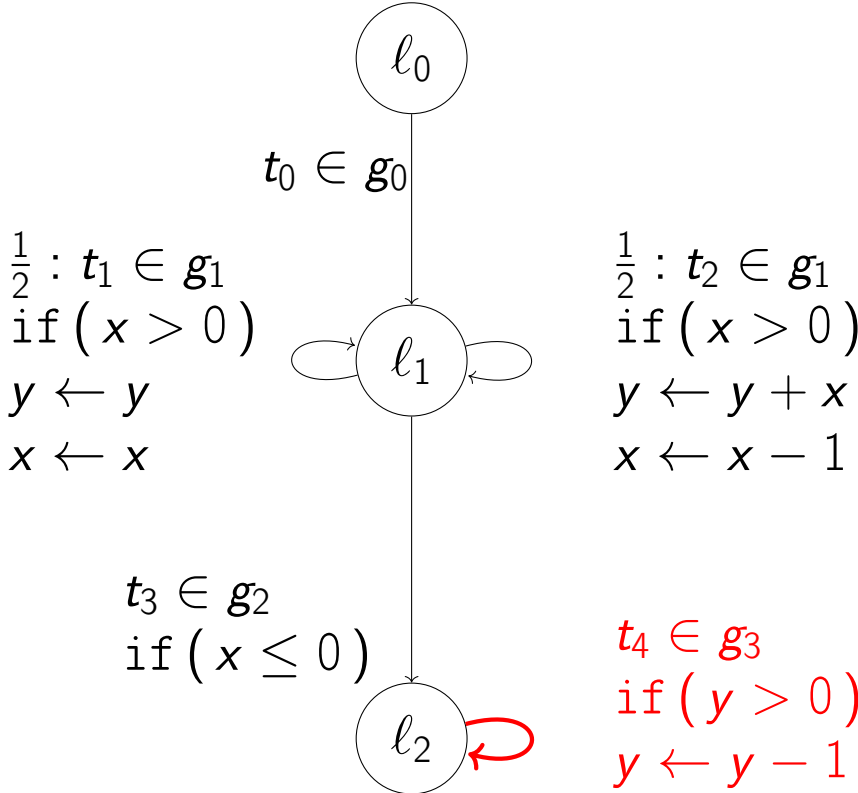 ℓ₀
t₀ ∈ g₀
½ : t₁ ∈ g₁
if ( x > 0 )
y ← y
x ← x
ℓ₁
½ : t₂ ∈ g₁
if ( x > 0 )
y ← y + x
x ← x − 1
t₃ ∈ g₂
if ( x ≤ 0 )
ℓ₂
t₄ ∈ g₃
if ( y > 0 )
y ← y − 1